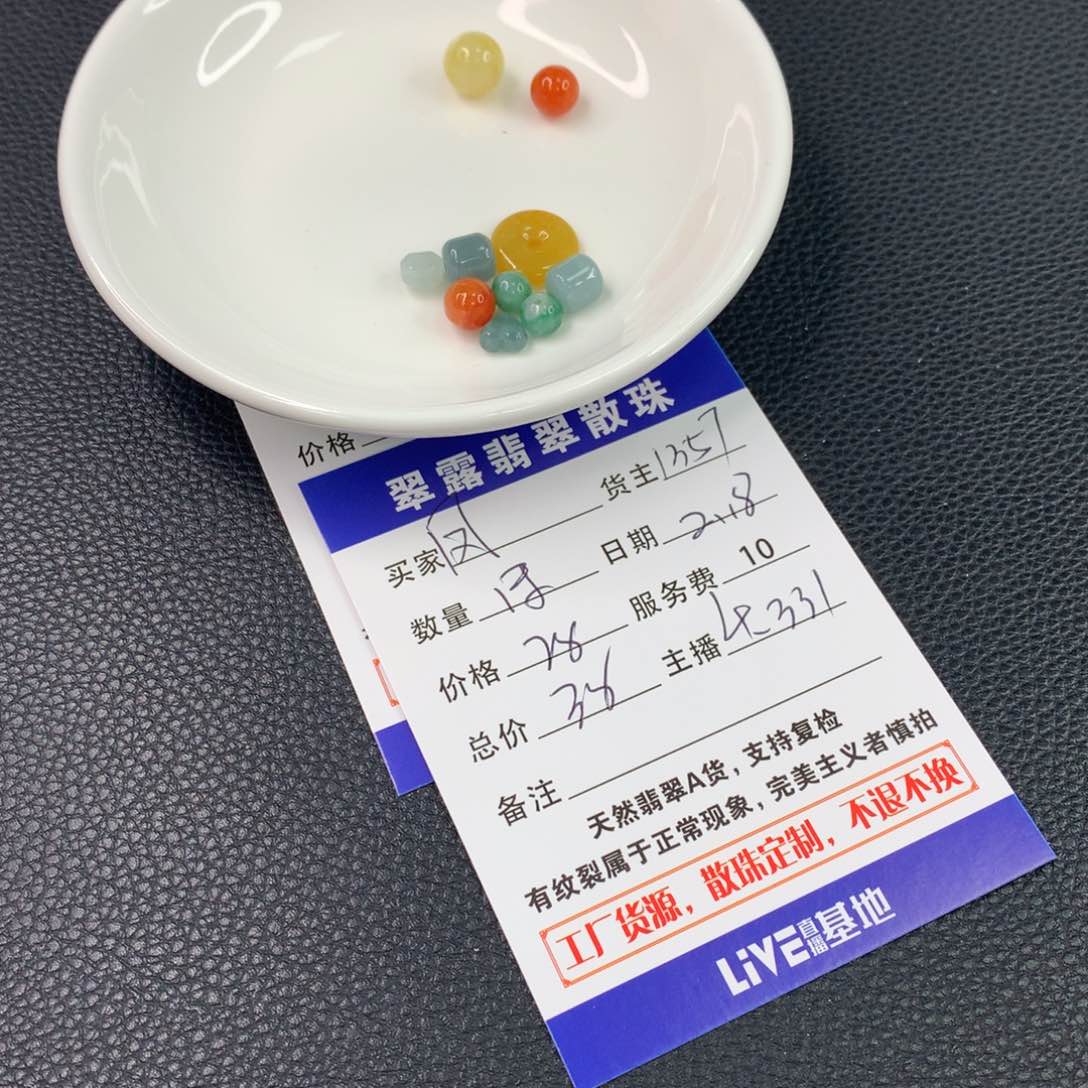 价格
翠露翡翠散珠
买家 凤 货主 1357
数量 日期 2.18
价格 28 服务费 10
总价 38 主播
备注
天然翡翠A货，支持复检
有纹裂属于正常现象，完美主义者慎拍
工厂货源，散珠定制，不退不换
LiVE直播基地